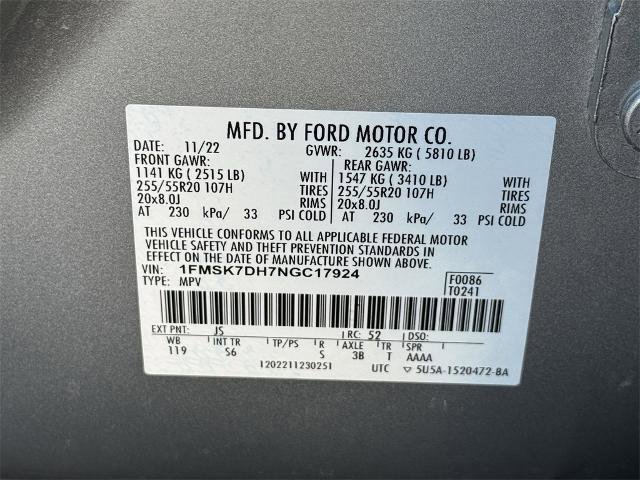 MFD. BY FORD MOTOR CO.
DATE: 11/22 GVWR: 2635 KG ( 5810 LB)
FRONT GAWR: REAR GAWR:
1141 KG ( 2515 LB) WITH 1547 KG ( 3410 LB) WITH
255/55R20 107H TIRES 255/55R20 107H TIRES
20x8.0J RIMS 20x8.0J RIMS
AT 230 kPa/ 33 PSI COLD AT 230 kPa/ 33 PSI COLD
THIS VEHICLE CONFORMS TO ALL APPLICABLE FEDERAL MOTOR
VEHICLE SAFETY AND THEFT PREVENTION STANDARDS IN
EFFECT ON THE DATE OF MANUFACTURE SHOWN ABOVE.
VIN: 1FMSK7DH7NGC17924
TYPE: MPV
F0086
T0241
EXT PNT: JS RC: 52 DSO:
WB INT TR TP/PS R AXLE TR SPR
119 S6 S 3B T AAAA
1202211230251 UTC ▽ 5U5A-1520472-BA